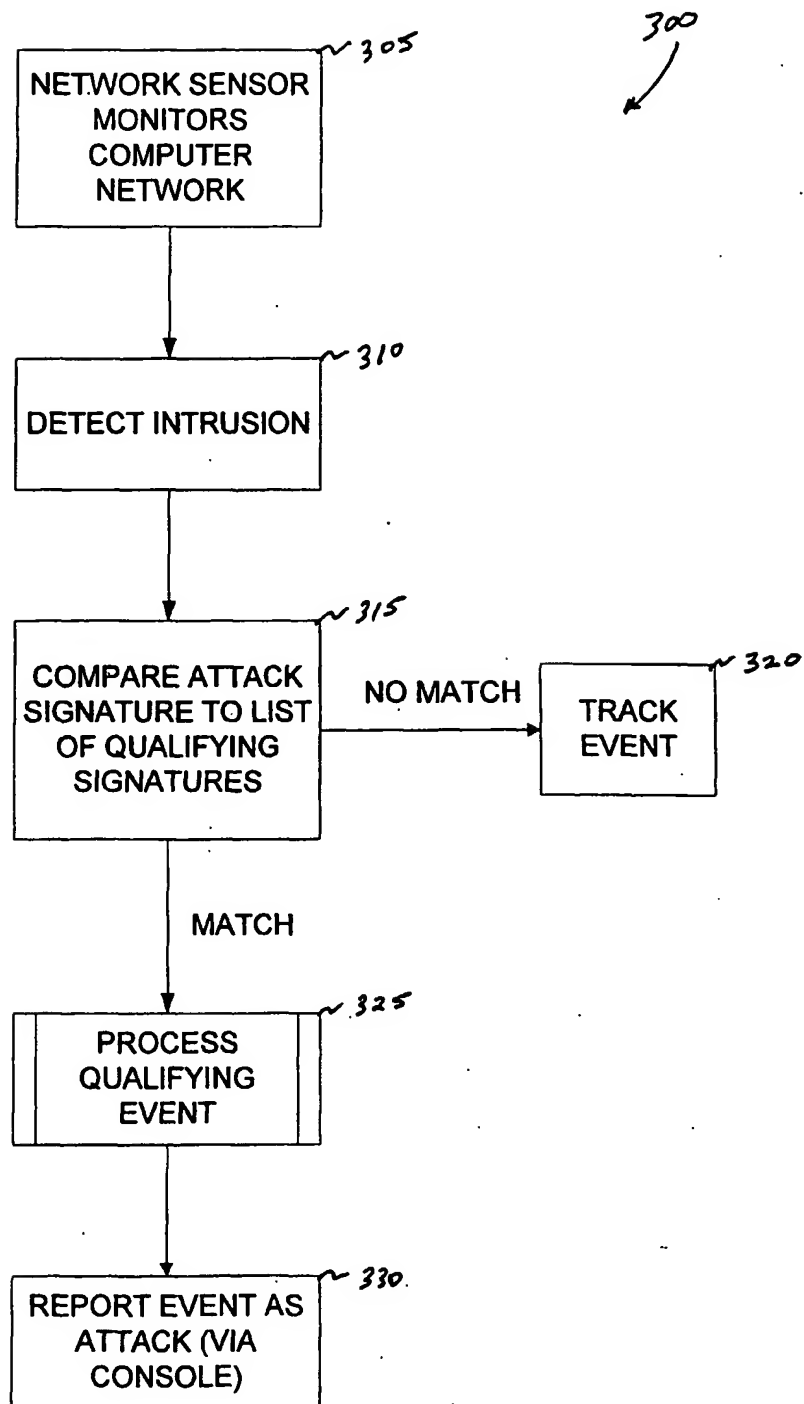 300
305
NETWORK SENSOR
MONITORS
COMPUTER
NETWORK
310
DETECT INTRUSION
315
COMPARE ATTACK
SIGNATURE TO LIST
OF QUALIFYING
SIGNATURES
NO MATCH
320
TRACK
EVENT
MATCH
325
PROCESS
QUALIFYING
EVENT
330
REPORT EVENT AS
ATTACK (VIA
CONSOLE)